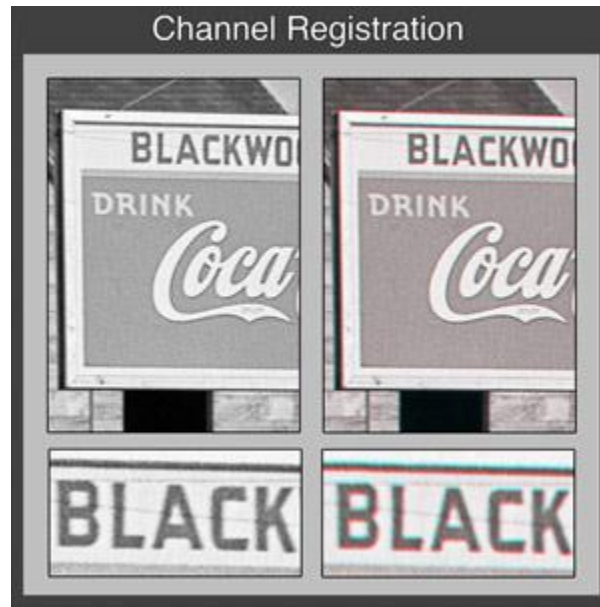 Channel Registration
BLACKWO
DRINK
Coca
BLACKWO
DRINK
Coca
BLACK
BLACK